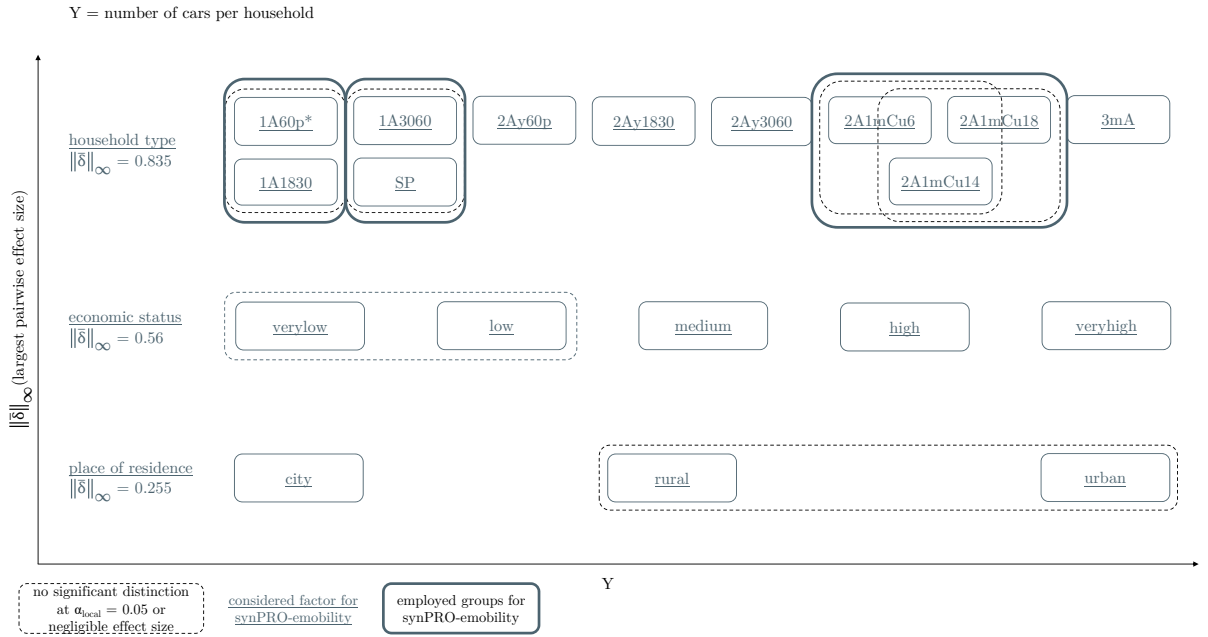 Y = number of cars per household
household type
‖δ̄‖∞ = 0.835
1A60p*
1A3060
2Ay60p
2Ay1830
2Ay3060
2A1mCu6
2A1mCu18
3mA
1A1830
SP
2A1mCu14
economic status
‖δ̄‖∞ = 0.56
verylow
low
medium
high
veryhigh
place of residence
‖δ̄‖∞ = 0.255
city
rural
urban
‖δ̄‖∞(largest pairwise effect size)
Y
no significant distinction
at αlocal = 0.05 or
negligible effect size
considered factor for
synPRO-emobility
employed groups for
synPRO-emobility